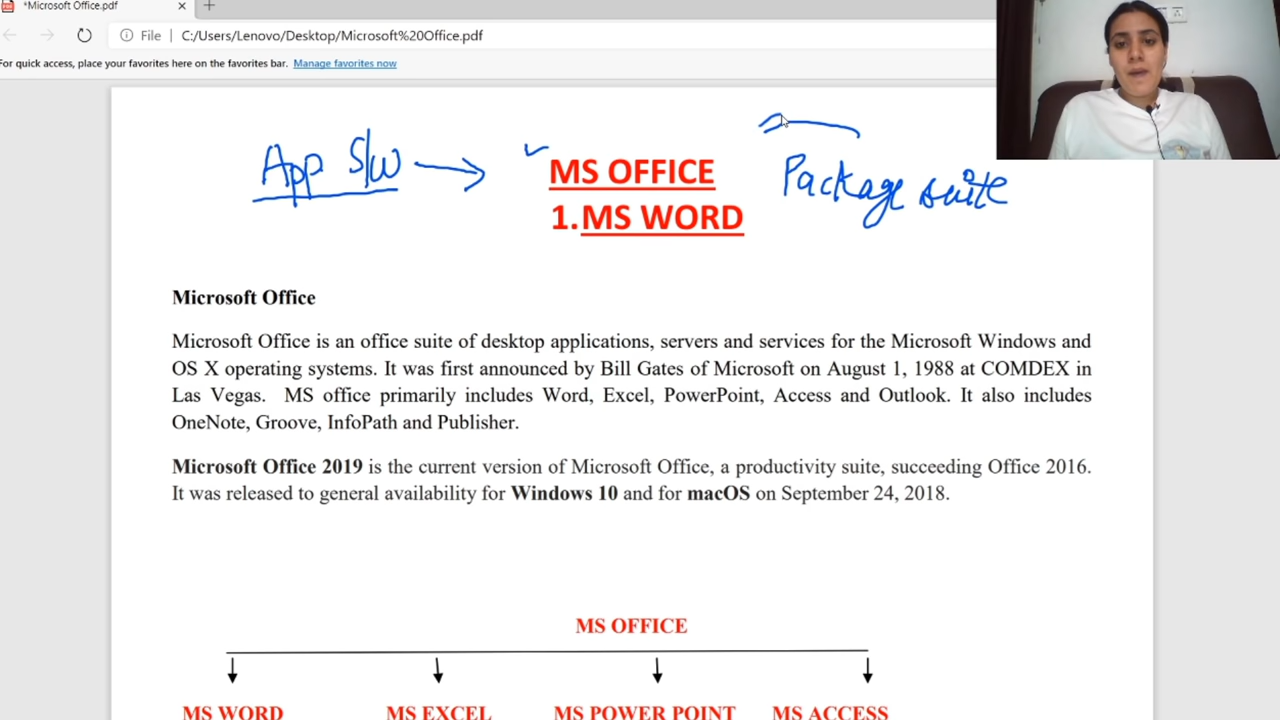 *Microsoft Office.pdf
File | C:/Users/Lenovo/Desktop/Microsoft%20Office.pdf
For quick access, place your favorites here on the favorites bar. Manage favorites now
App S/W → MS OFFICE Package suite
1.MS WORD
Microsoft Office
Microsoft Office is an office suite of desktop applications, servers and services for the Microsoft Windows and
OS X operating systems. It was first announced by Bill Gates of Microsoft on August 1, 1988 at COMDEX in
Las Vegas. MS office primarily includes Word, Excel, PowerPoint, Access and Outlook. It also includes
OneNote, Groove, InfoPath and Publisher.
Microsoft Office 2019 is the current version of Microsoft Office, a productivity suite, succeeding Office 2016.
It was released to general availability for Windows 10 and for macOS on September 24, 2018.
MS OFFICE
MS WORD MS EXCEL MS POWER POINT MS ACCESS